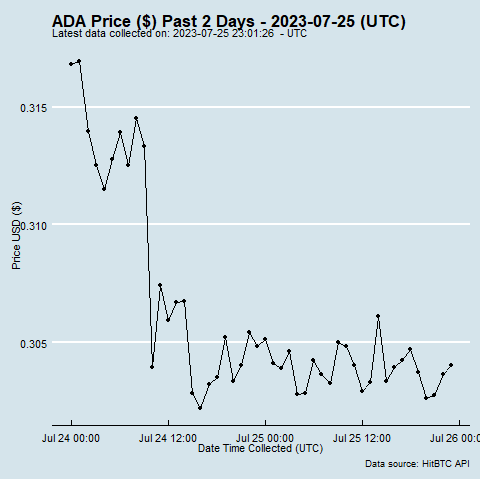 ADA Price ($) Past 2 Days - 2023-07-25 (UTC)
Latest data collected on: 2023-07-25 23:01:26  - UTC
0.315
0.310
0.305
Price USD ($)
Jul 24 00:00 Jul 24 12:00 Jul 25 00:00 Jul 25 12:00 Jul 26 00:0
Date Time Collected (UTC)
Data source: HitBTC API